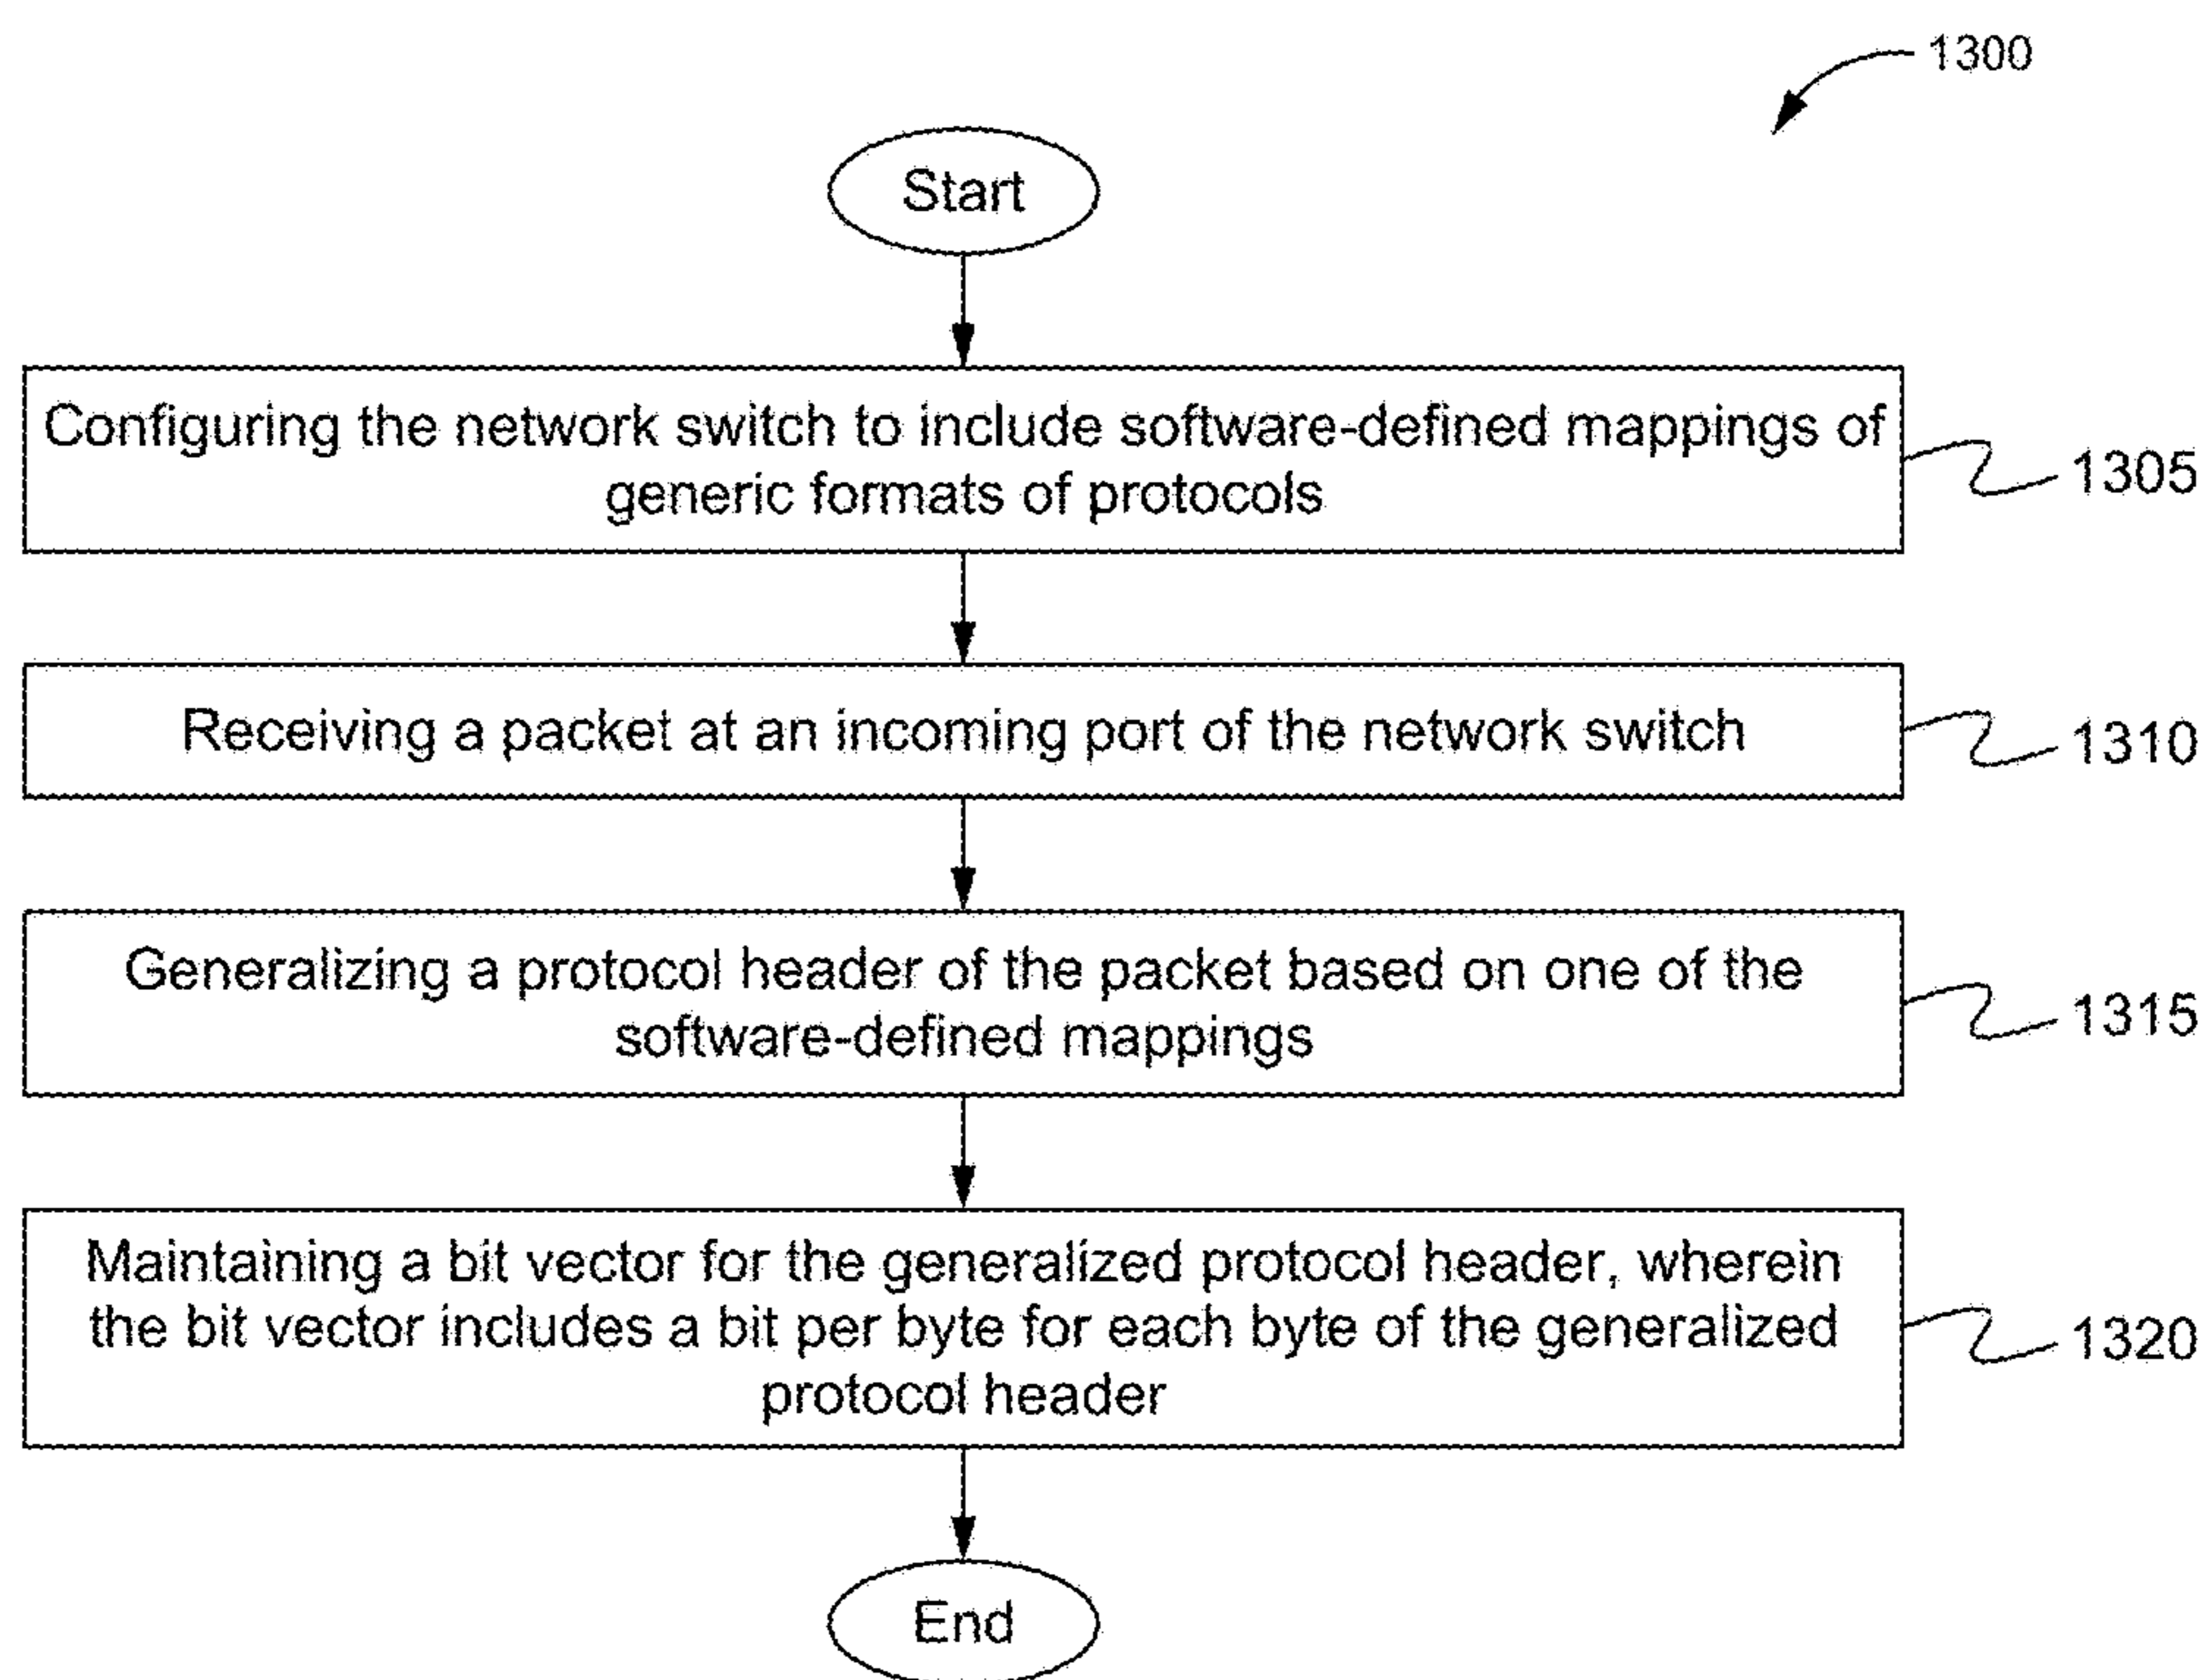 1300
Start
Configuring the network switch to include software-defined mappings of
generic formats of protocols
1305
Receiving a packet at an incoming port of the network switch
1310
Generalizing a protocol header of the packet based on one of the
software-defined mappings
1315
Maintaining a bit vector for the generalized protocol header, wherein
the bit vector includes a bit per byte for each byte of the generalized
protocol header
1320
End